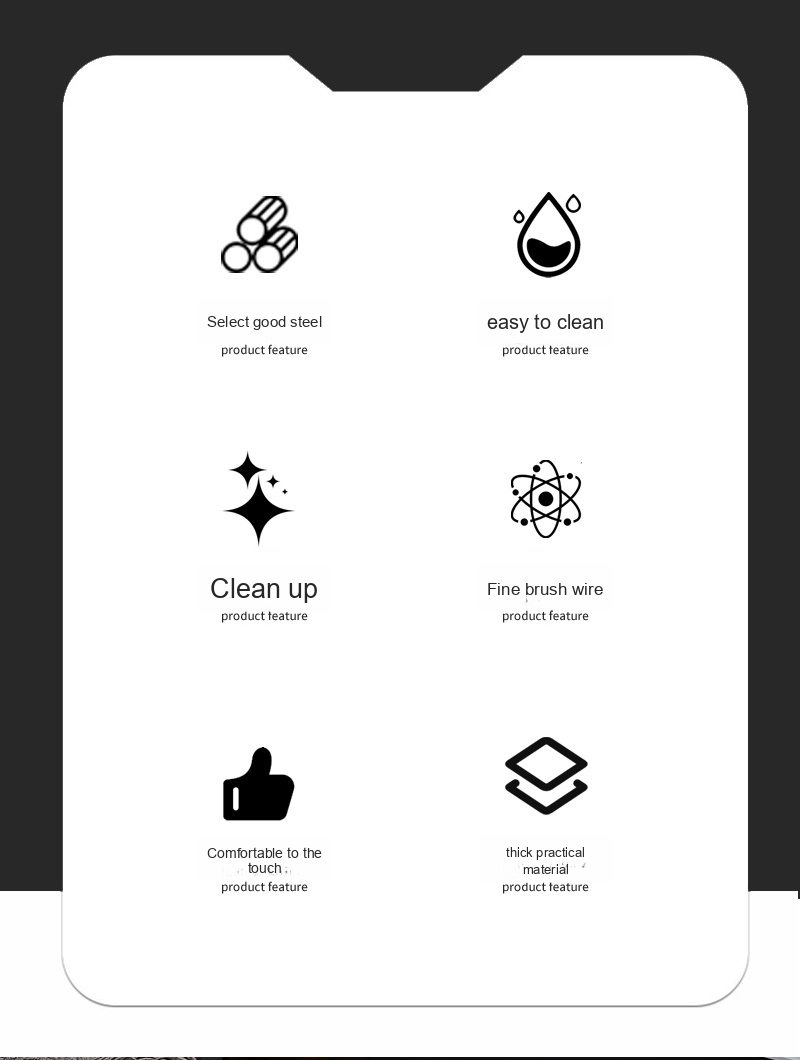 Select good steel
product feature
easy to clean
product feature
Clean up
product feature
Fine brush wire
product feature
Comfortable to the
touch
product feature
thick practical
material
product feature